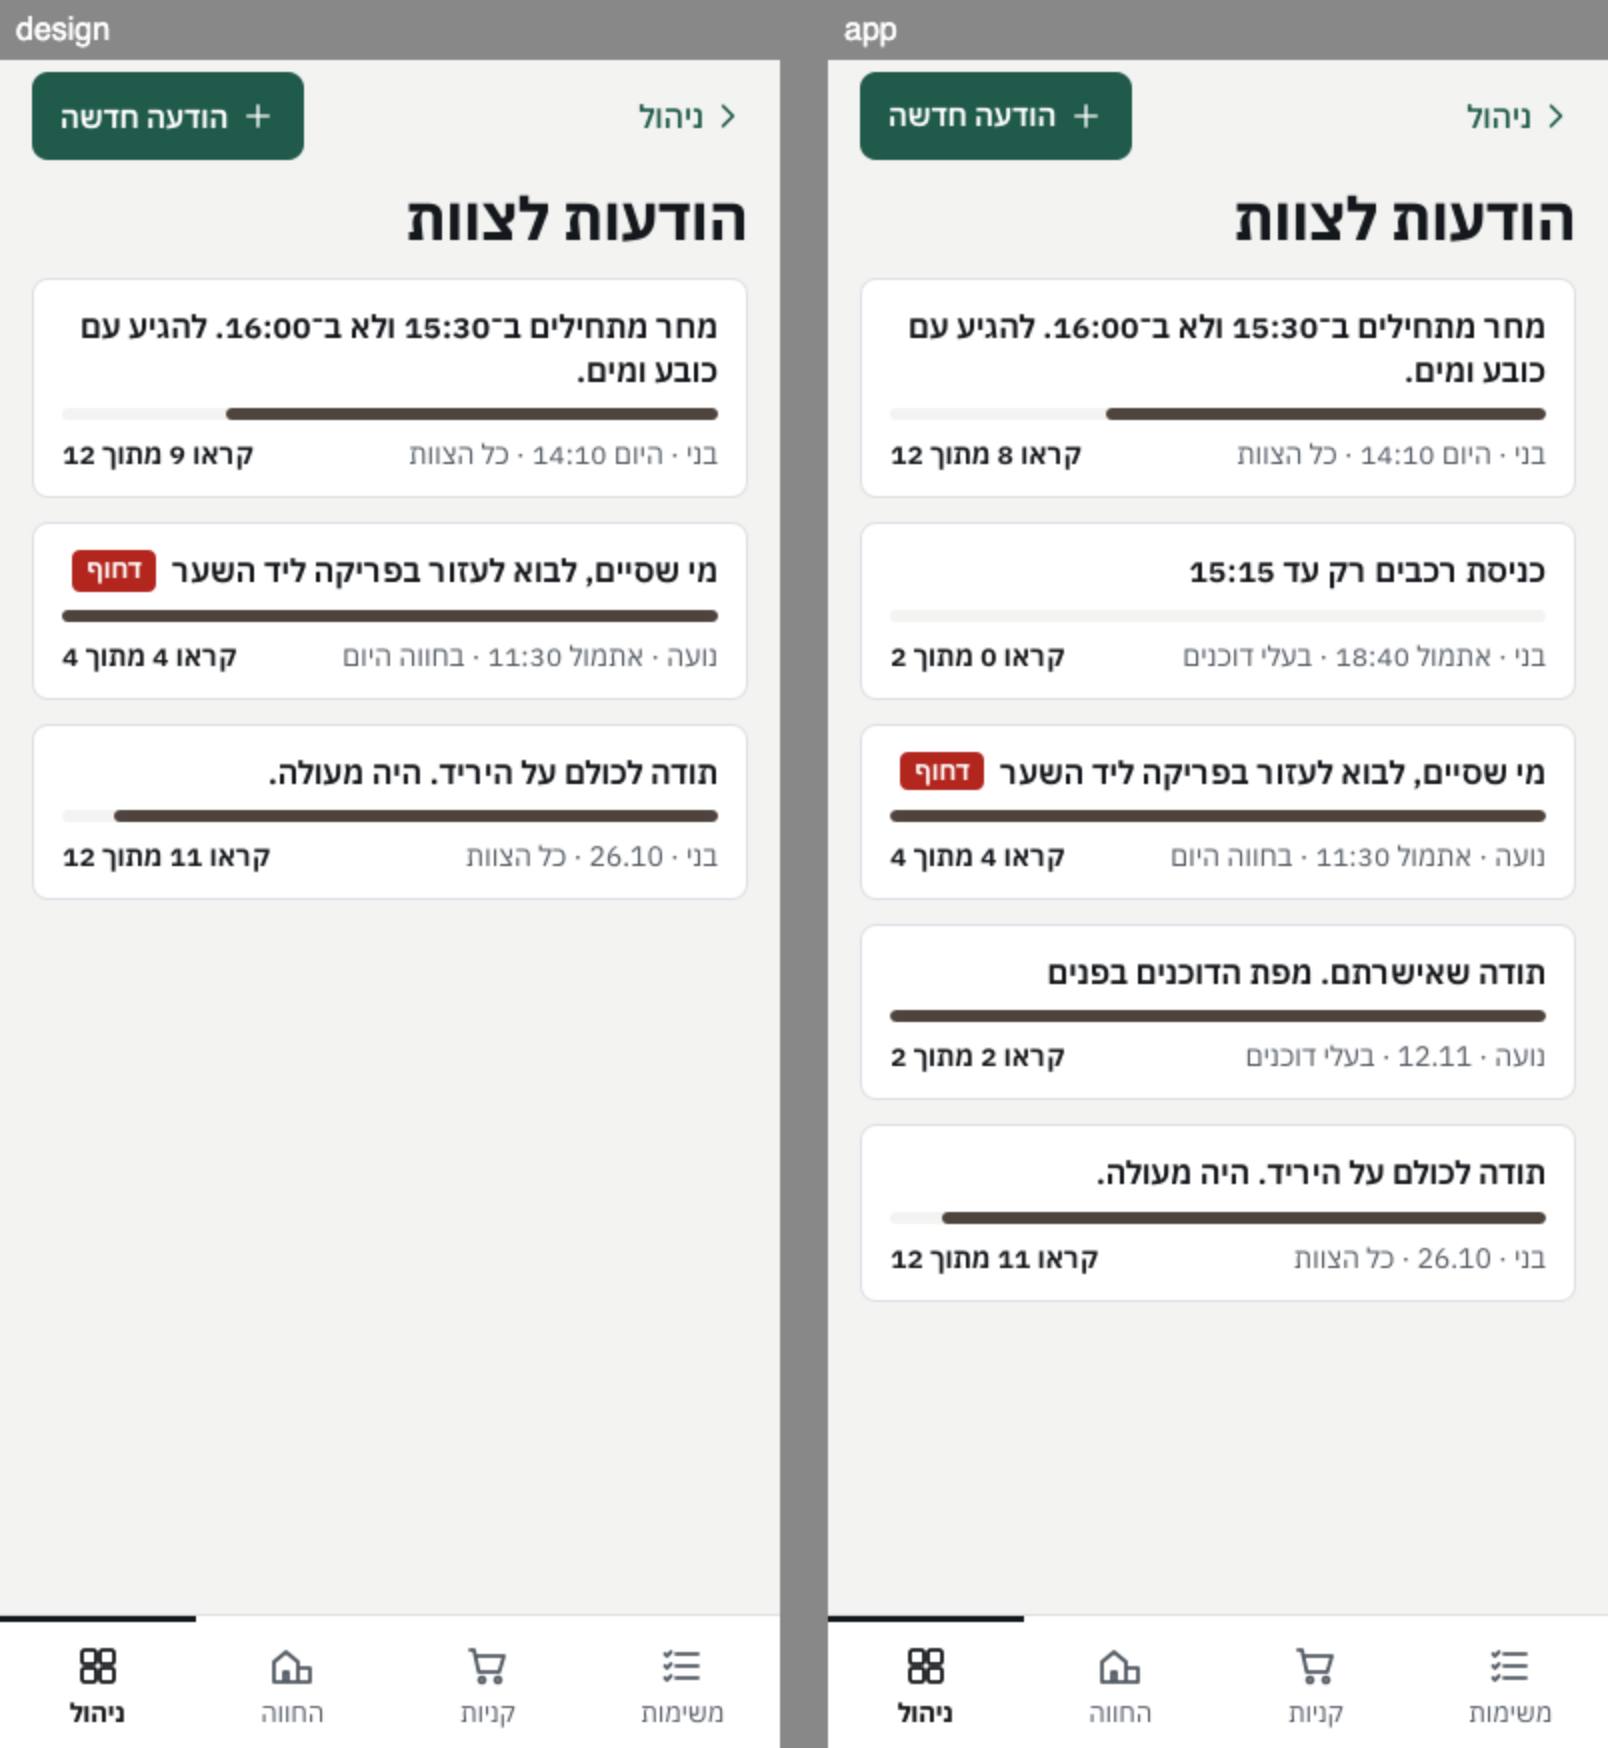 design
ניהול
הודעה חדשה
הודעות לצוות
מחר מתחילים ב־15:30 ולא ב־16:00. להגיע עם
כובע ומים.
בני · היום 14:10 · כל הצוות
קראו 9 מתוך 12
מי שסיים, לבוא לעזור בפריקה ליד השער
דחוף
נועה · אתמול 11:30 · בחווה היום
קראו 4 מתוך 4
תודה לכולם על היריד. היה מעולה.
בני · 26.10 · כל הצוות
קראו 11 מתוך 12
משימות
קניות
החווה
ניהול
app
ניהול
הודעה חדשה
הודעות לצוות
מחר מתחילים ב־15:30 ולא ב־16:00. להגיע עם
כובע ומים.
בני · היום 14:10 · כל הצוות
קראו 8 מתוך 12
כניסת רכבים רק עד 15:15
בני · אתמול 18:40 · בעלי דוכנים
קראו 0 מתוך 2
מי שסיים, לבוא לעזור בפריקה ליד השער
דחוף
נועה · אתמול 11:30 · בחווה היום
קראו 4 מתוך 4
תודה שאישרתם. מפת הדוכנים בפנים
נועה · 12.11 · בעלי דוכנים
קראו 2 מתוך 2
תודה לכולם על היריד. היה מעולה.
בני · 26.10 · כל הצוות
קראו 11 מתוך 12
משימות
קניות
החווה
ניהול